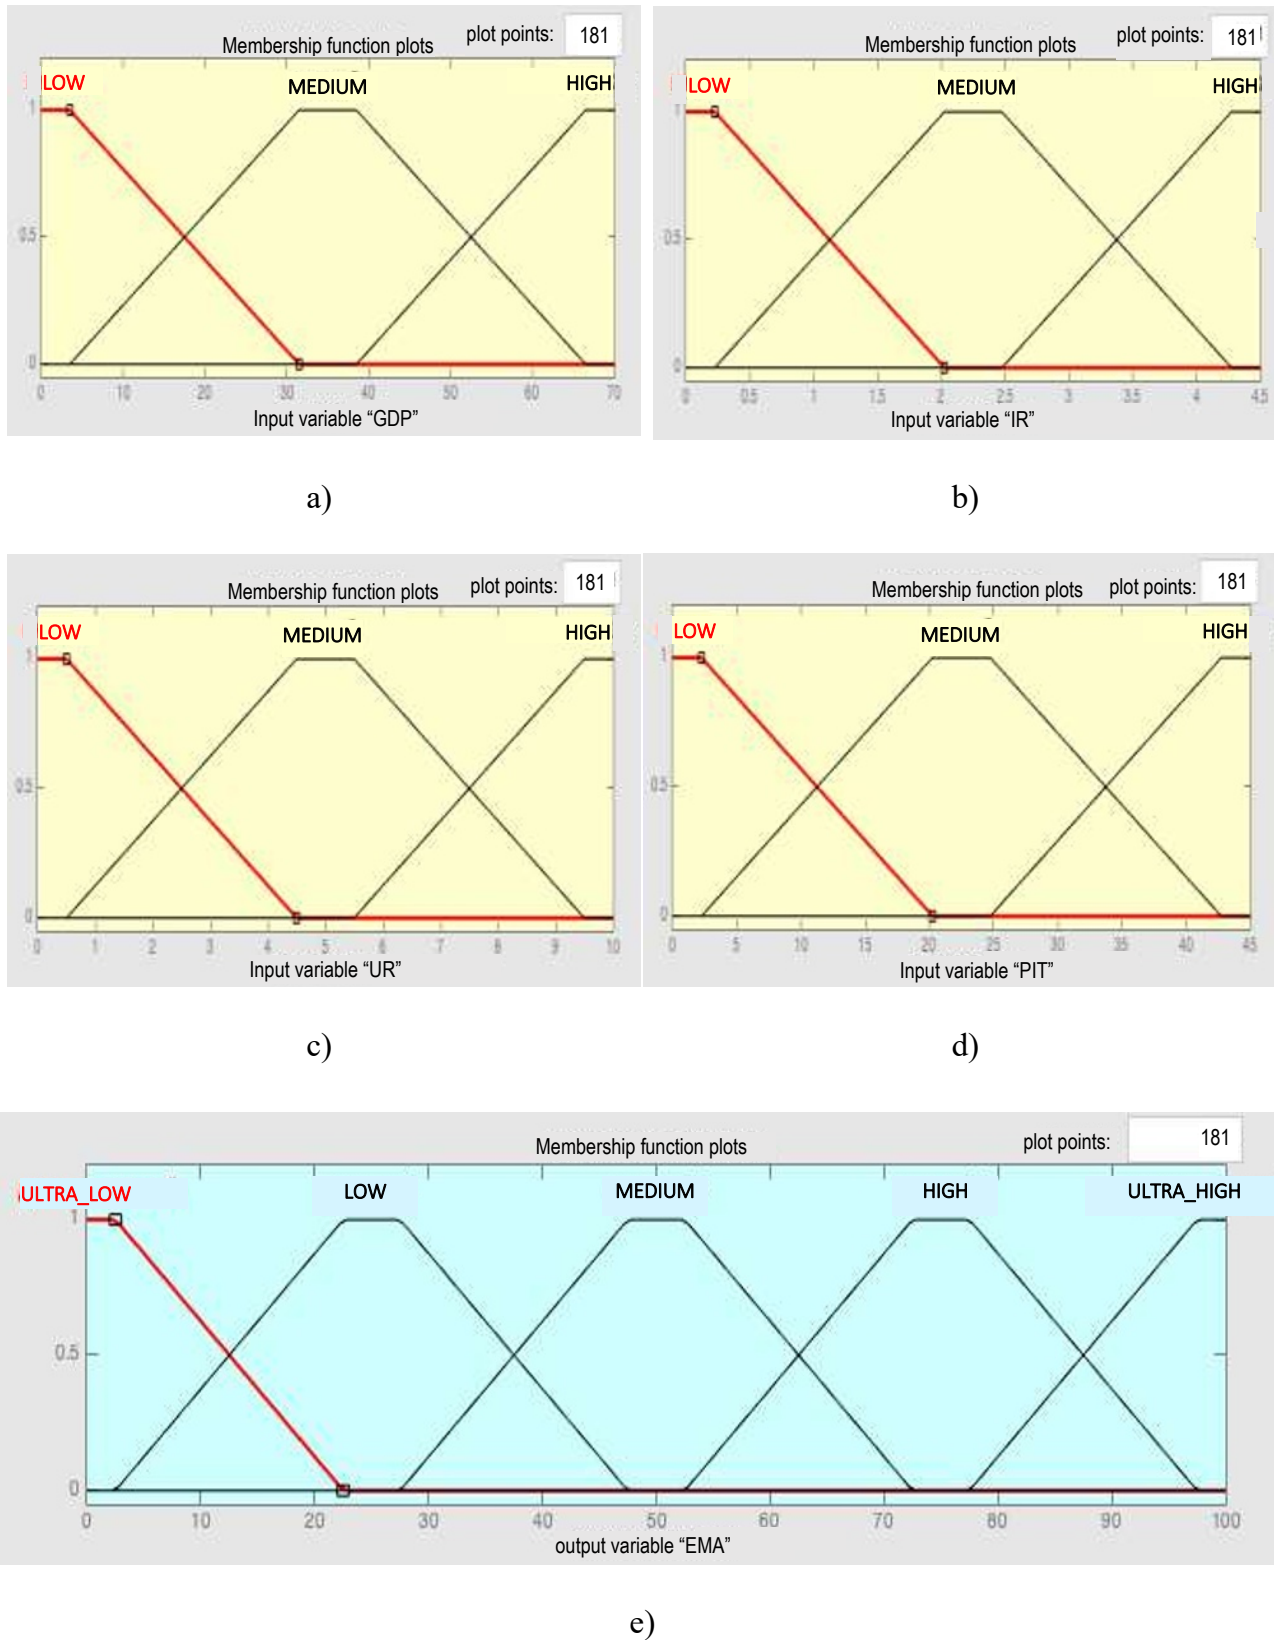 Membership function plots plot points: 181
LOW MEDIUM HIGH
1
0.5
0
0 10 20 30 40 50 60 70
Input variable “GDP”
a)
Membership function plots plot points: 181
LOW MEDIUM HIGH
1
0.5
0
0 0.5 1 1.5 2 2.5 3 3.5 4 4.5
Input variable “IR”
b)
Membership function plots plot points: 181
LOW MEDIUM HIGH
1
0.5
0
0 1 2 3 4 5 6 7 8 9 10
Input variable “UR”
c)
Membership function plots plot points: 181
LOW MEDIUM HIGH
1
0.5
0
0 5 10 15 20 25 30 35 40 45
Input variable “PIT”
d)
Membership function plots plot points: 181
ULTRA_LOW LOW MEDIUM HIGH ULTRA_HIGH
1
0.5
0
0 10 20 30 40 50 60 70 80 90 100
output variable “EMA”
e)